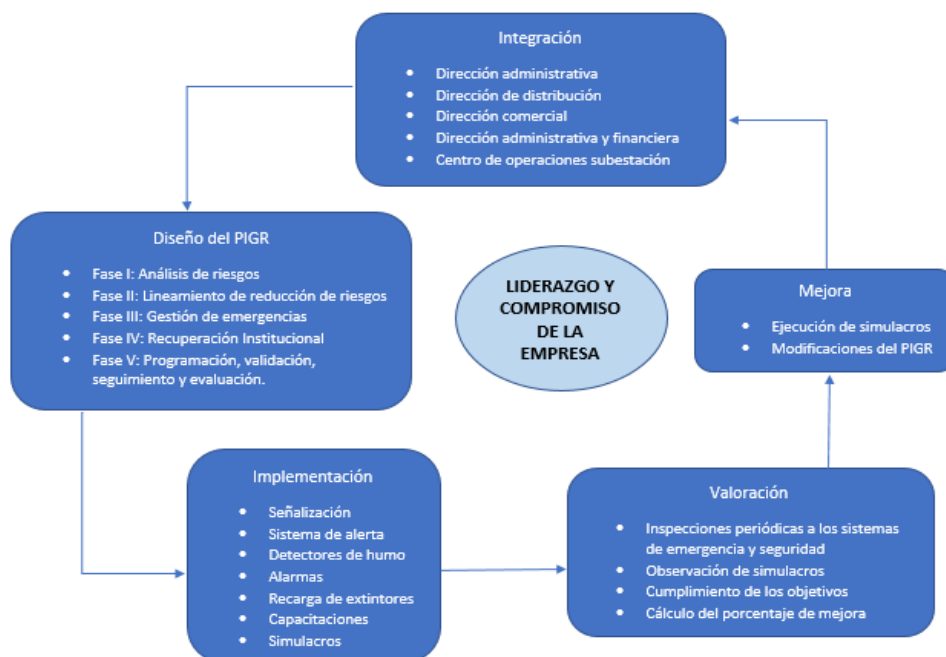 Integración
• Dirección administrativa
• Dirección de distribución
• Dirección comercial
• Dirección administrativa y financiera
• Centro de operaciones subestación
Diseño del PIGR
• Fase I: Análisis de riesgos
• Fase II: Lineamiento de reducción de riesgos
• Fase III: Gestión de emergencias
• Fase IV: Recuperación Institucional
• Fase V: Programación, validación,
seguimiento y evaluación.
LIDERAZGO Y
COMPROMISO
DE LA
EMPRESA
Mejora
• Ejecución de simulacros
• Modificaciones del PIGR
Implementación
• Señalización
• Sistema de alerta
• Detectores de humo
• Alarmas
• Recarga de extintores
• Capacitaciones
• Simulacros
Valoración
• Inspecciones periódicas a los sistemas
de emergencia y seguridad
• Observación de simulacros
• Cumplimiento de los objetivos
• Cálculo del porcentaje de mejora